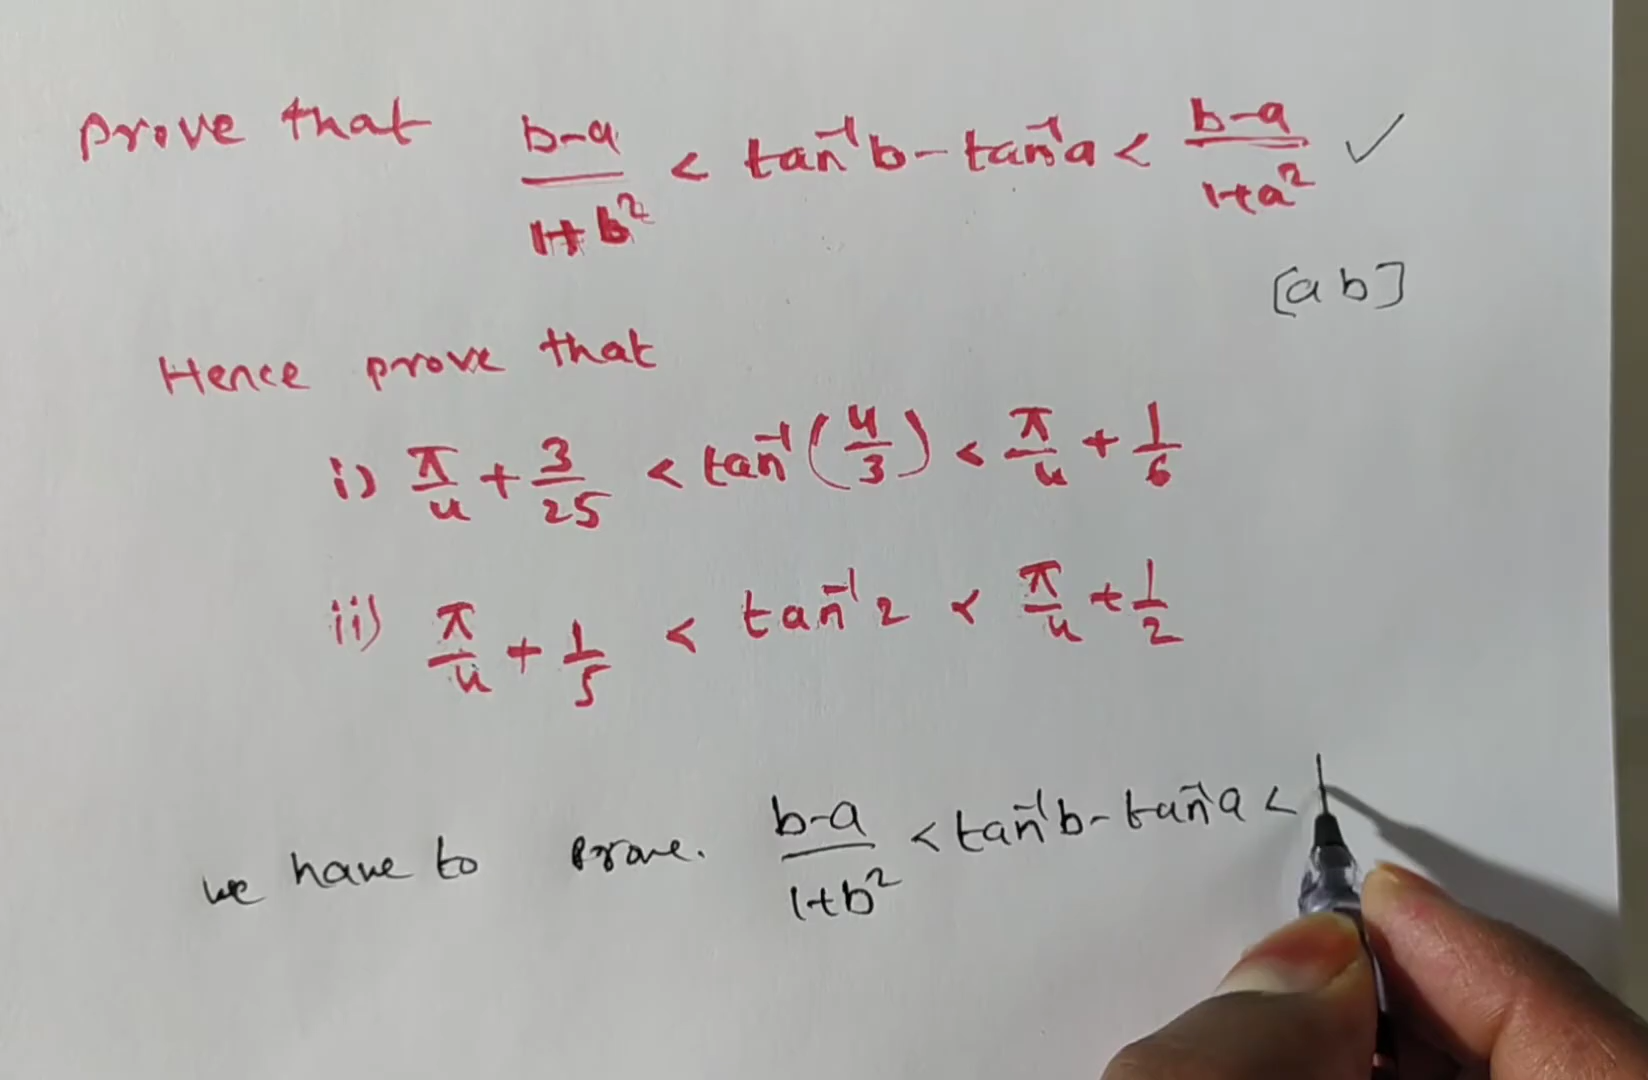 Prove that b-a/1+b² < tan⁻¹b - tan⁻¹a < b-a/1+a² ✓
[a b]
Hence prove that
i) π/4 + 3/25 < tan⁻¹(4/3) < π/4 + 1/6
ii) π/4 + 1/5 < tan⁻¹2 < π/4 + 1/2
we have to prove. b-a/1+b² < tan⁻¹b - tan⁻¹a <